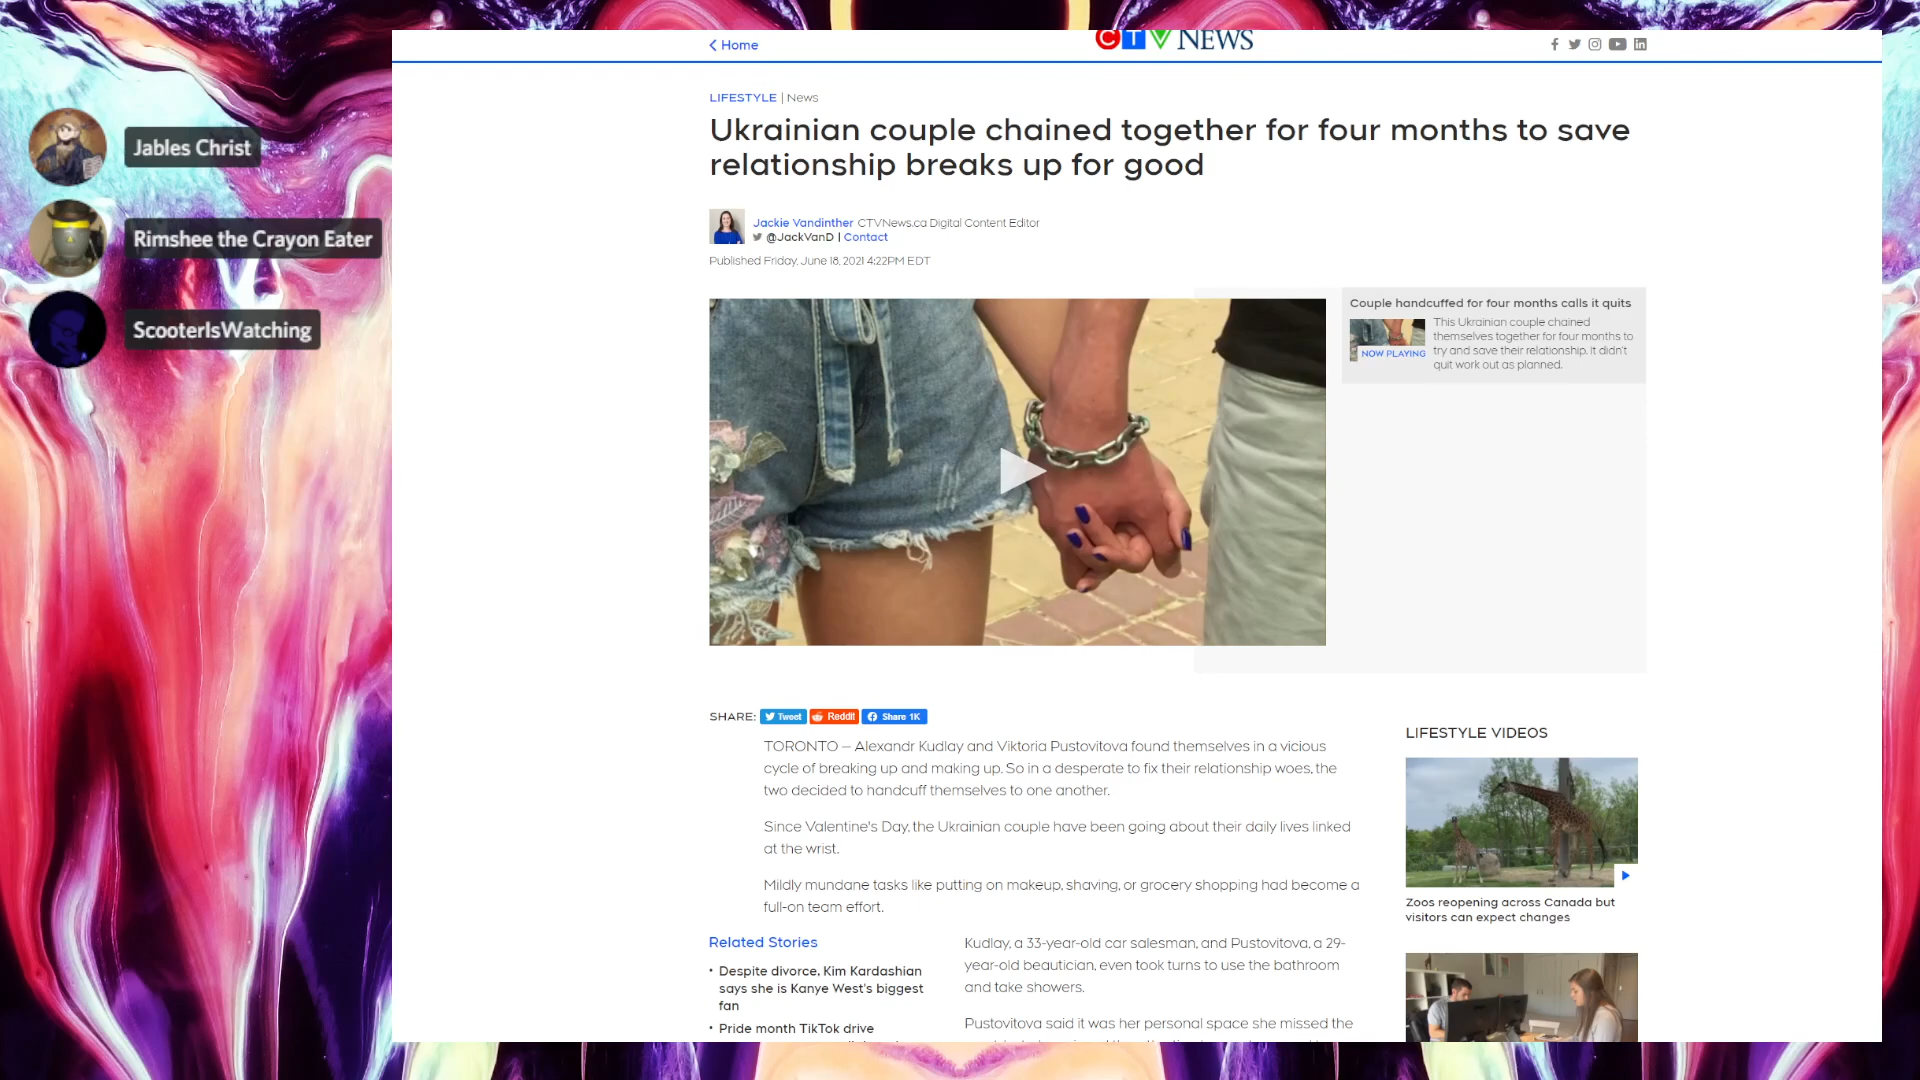 Jables Christ
Rimshee the Crayon Eater
ScooterIsWatching
Home
CTV NEWS
LIFESTYLE | News
Ukrainian couple chained together for four months to save
relationship breaks up for good
Jackie Vandinther CTVNews.ca Digital Content Editor
@JackVanD | Contact
Published Friday, June 18, 2021 4:22PM EDT
Couple handcuffed for four months calls it quits
This Ukrainian couple chained
themselves together for four months to
try and save their relationship. It didn't
quit work out as planned.
NOW PLAYING
SHARE: Tweet Reddit Share 1K
TORONTO — Alexandr Kudlay and Viktoria Pustovitova found themselves in a vicious
cycle of breaking up and making up. So in a desperate to fix their relationship woes, the
two decided to handcuff themselves to one another.
Since Valentine's Day, the Ukrainian couple have been going about their daily lives linked
at the wrist.
Mildly mundane tasks like putting on makeup, shaving, or grocery shopping had become a
full-on team effort.
Related Stories
• Despite divorce, Kim Kardashian
says she is Kanye West's biggest
fan
• Pride month TikTok drive
Kudlay, a 33-year-old car salesman, and Pustovitova, a 29-
year-old beautician, even took turns to use the bathroom
and take showers.
Pustovitova said it was her personal space she missed the
LIFESTYLE VIDEOS
Zoos reopening across Canada but
visitors can expect changes